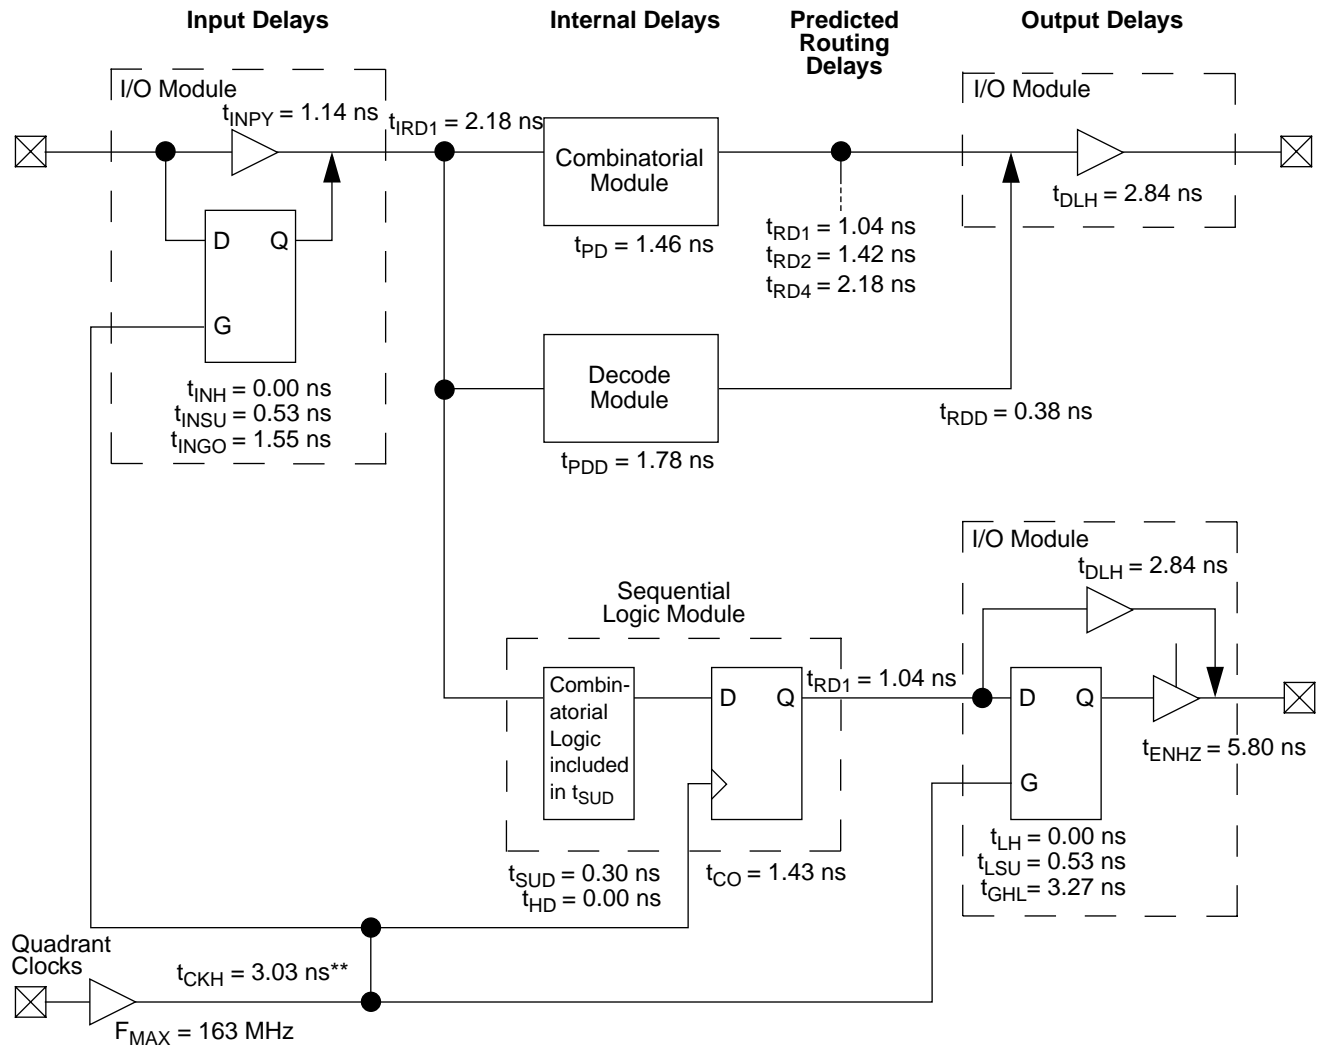 Input Delays
Internal Delays
Predicted
Routing
Delays
Output Delays
I/O Module
tINPY = 1.14 ns
tIRD1 = 2.18 ns
D
Q
G
tINH = 0.00 ns
tINSU = 0.53 ns
tINGO = 1.55 ns
Combinatorial
Module
tPD = 1.46 ns
tRD1 = 1.04 ns
tRD2 = 1.42 ns
tRD4 = 2.18 ns
I/O Module
tDLH = 2.84 ns
Decode
Module
tPDD = 1.78 ns
tRDD = 0.38 ns
Sequential
Logic Module
Combin-
atorial
Logic
included
in tSUD
D
Q
tSUD = 0.30 ns
tHD = 0.00 ns
tCO = 1.43 ns
tRD1 = 1.04 ns
I/O Module
tDLH = 2.84 ns
D
Q
G
tENHZ = 5.80 ns
tLH = 0.00 ns
tLSU = 0.53 ns
tGHL = 3.27 ns
Quadrant
Clocks
tCKH = 3.03 ns**
FMAX = 163 MHz